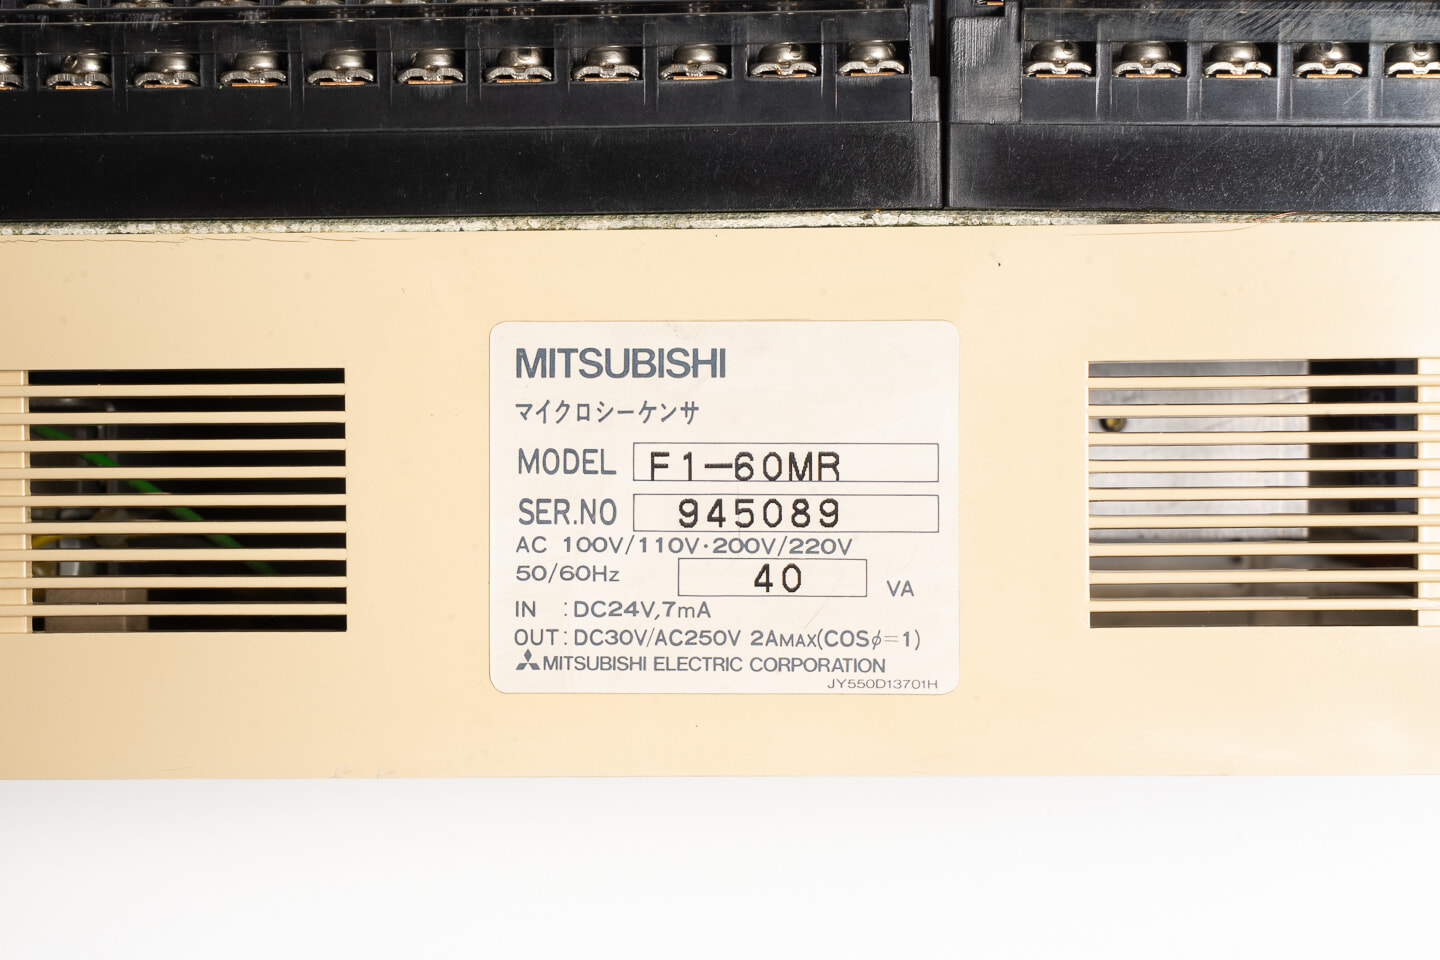 MITSUBISHI
マイクロシーケンサ
MODEL F1-60MR
SER.NO 945089
AC 100V/110V·200V/220V
50/60Hz 40 VA
IN :DC24V,7mA
OUT:DC30V/AC250V 2AMAX(COSφ=1)
MITSUBISHI ELECTRIC CORPORATION
JY550D13701H